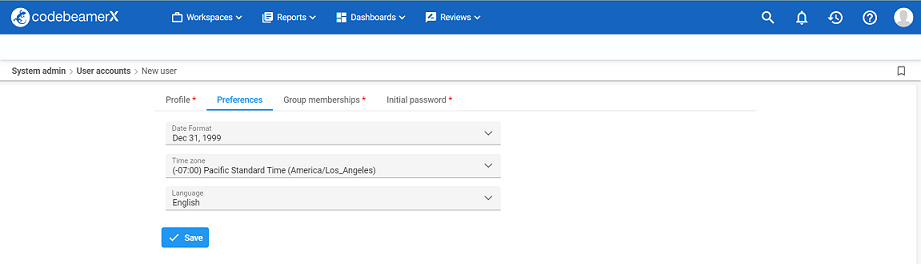 codebeamerX Workspaces Reports Dashboards Reviews
System admin > User accounts > New user
Profile * Preferences Group memberships * Initial password *
Date Format
Dec 31, 1999
Time zone
(-07:00) Pacific Standard Time (America/Los_Angeles)
Language
English
Save